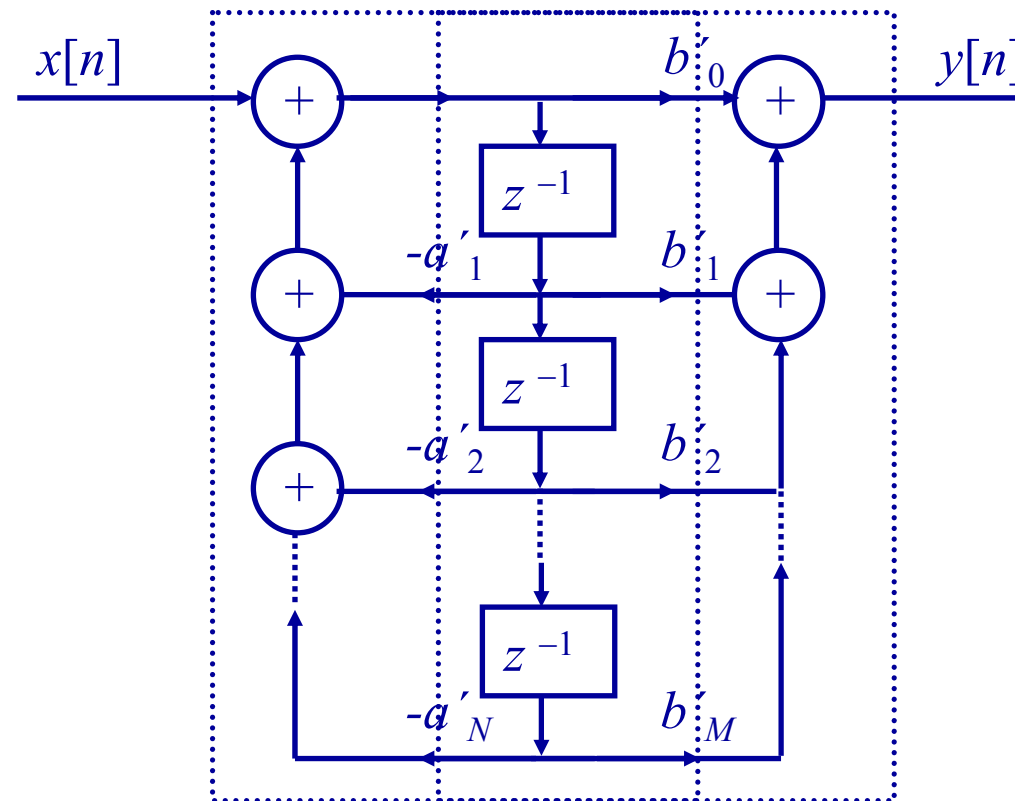 x[n] b′0 y[n]
+ +
z −1
-a′1 b′1
+ +
z −1
-a′2 b′2
+
z −1
-a′N b′M